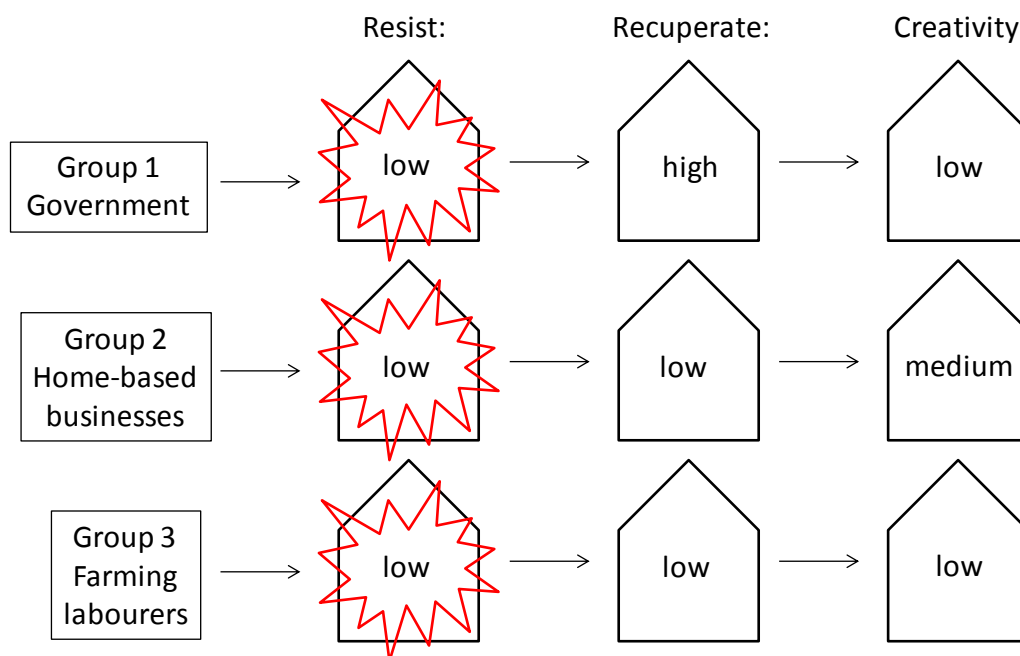 Resist: Recuperate: Creativity
Group 1
Government
low high low
Group 2
Home-based
businesses
low low medium
Group 3
Farming
labourers
low low low